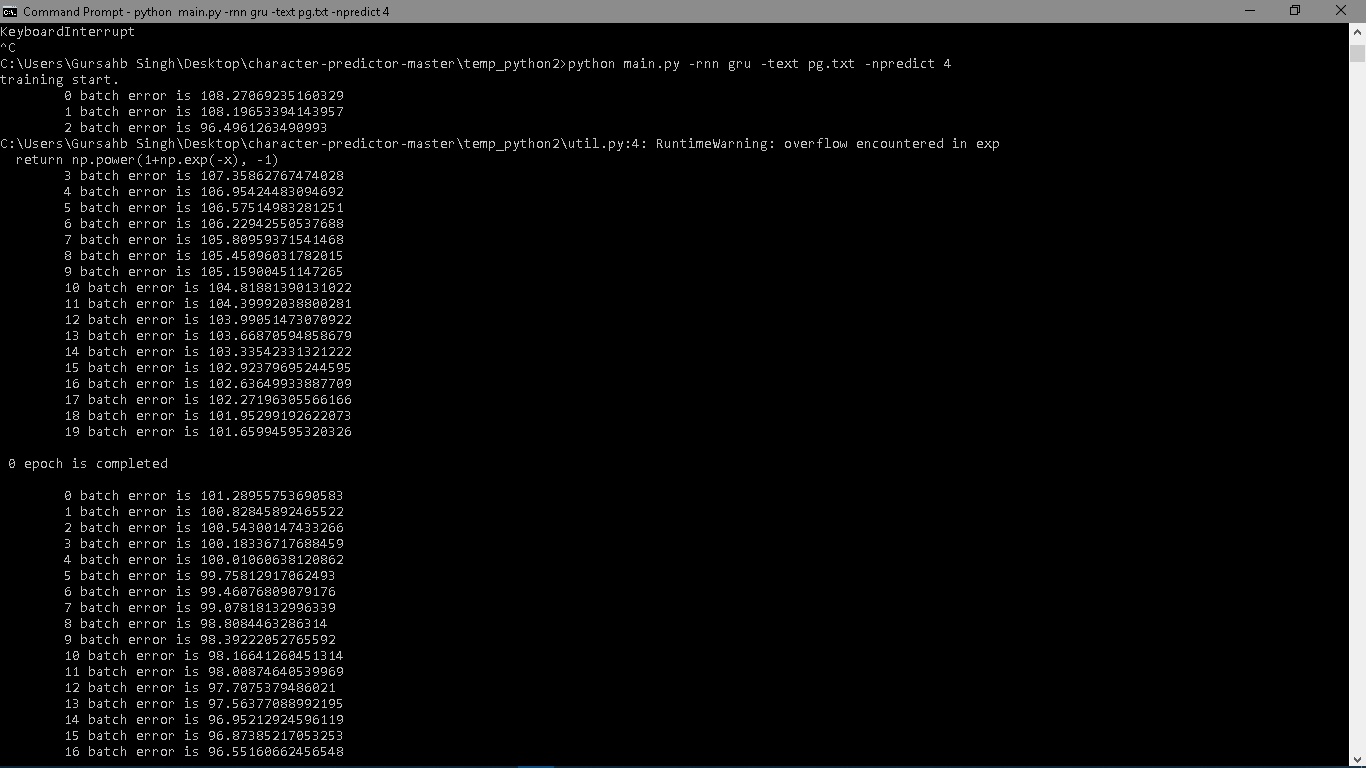 Command Prompt - python  main.py -rnn gru -text pg.txt -npredict 4
KeyboardInterrupt
^C
C:\Users\Gursahb Singh\Desktop\character-predictor-master\temp_python2>python main.py -rnn gru -text pg.txt -npredict 4
training start.
0 batch error is 108.27069235160329
1 batch error is 108.19653394143957
2 batch error is 96.4961263490993
C:\Users\Gursahb Singh\Desktop\character-predictor-master\temp_python2\util.py:4: RuntimeWarning: overflow encountered in exp
return np.power(1+np.exp(-x), -1)
3 batch error is 107.35862767474028
4 batch error is 106.95424483094692
5 batch error is 106.57514983281251
6 batch error is 106.22942550537688
7 batch error is 105.80959371541468
8 batch error is 105.45096031782015
9 batch error is 105.15900451147265
10 batch error is 104.81881390131022
11 batch error is 104.39992038800281
12 batch error is 103.99051473070922
13 batch error is 103.66870594858679
14 batch error is 103.33542331321222
15 batch error is 102.92379695244595
16 batch error is 102.63649933887709
17 batch error is 102.27196305566166
18 batch error is 101.95299192622073
19 batch error is 101.65994595320326
0 epoch is completed
0 batch error is 101.28955753690583
1 batch error is 100.82845892465522
2 batch error is 100.54300147433266
3 batch error is 100.18336717688459
4 batch error is 100.01060638120862
5 batch error is 99.75812917062493
6 batch error is 99.46076809079176
7 batch error is 99.07818132996339
8 batch error is 98.8084463286314
9 batch error is 98.39222052765592
10 batch error is 98.16641260451314
11 batch error is 98.00874640539969
12 batch error is 97.7075379486021
13 batch error is 97.56377088992195
14 batch error is 96.95212924596119
15 batch error is 96.87385217053253
16 batch error is 96.55160662456548